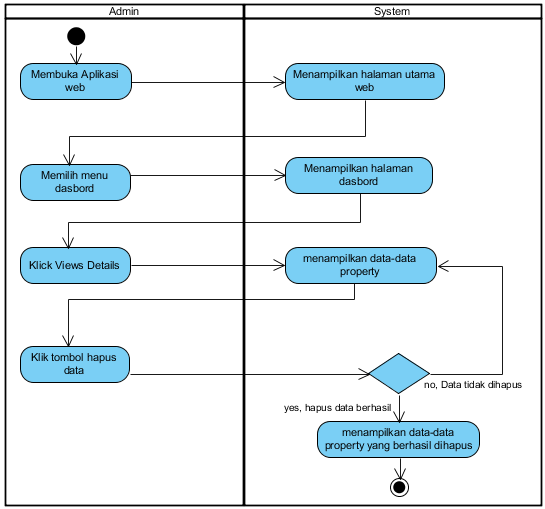 Admin
System
Membuka Aplikasi
web
Menampilkan halaman utama
web
Memilih menu
dasbord
Menampilkan halaman
dasbord
Klick Views Details
menampilkan data-data
property
Klik tombol hapus
data
no, Data tidak dihapus
yes, hapus data berhasil
menampilkan data-data
property yang berhasil dihapus